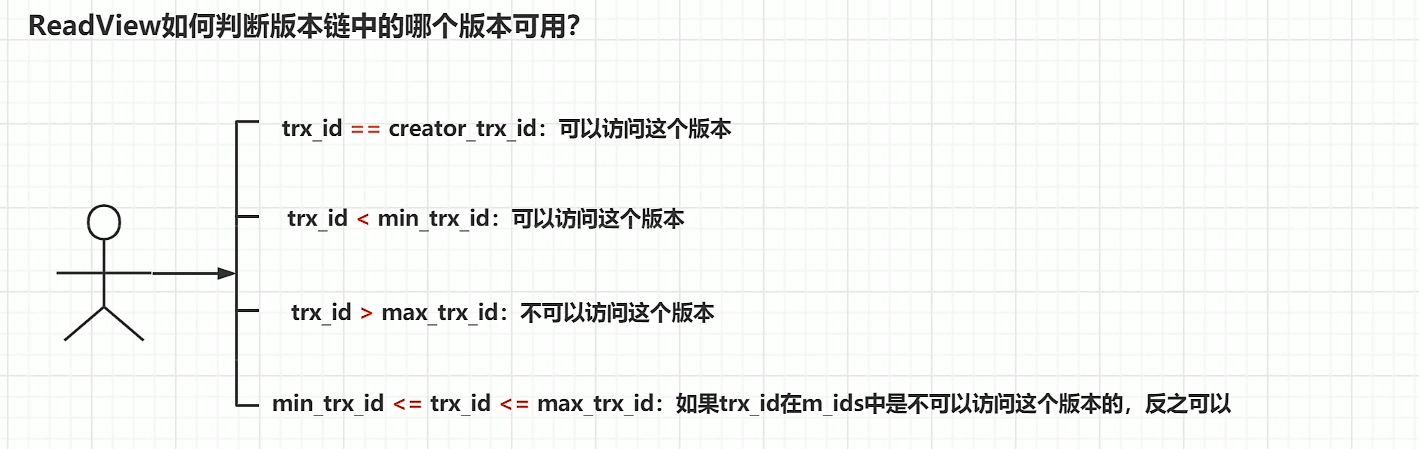 ReadView如何判断版本链中的哪个版本可用?
trx_id == creator_trx_id：可以访问这个版本
trx_id < min_trx_id：可以访问这个版本
trx_id > max_trx_id：不可以访问这个版本
min_trx_id <= trx_id <= max_trx_id：如果trx_id在m_ids中是不可以访问这个版本的，反之可以